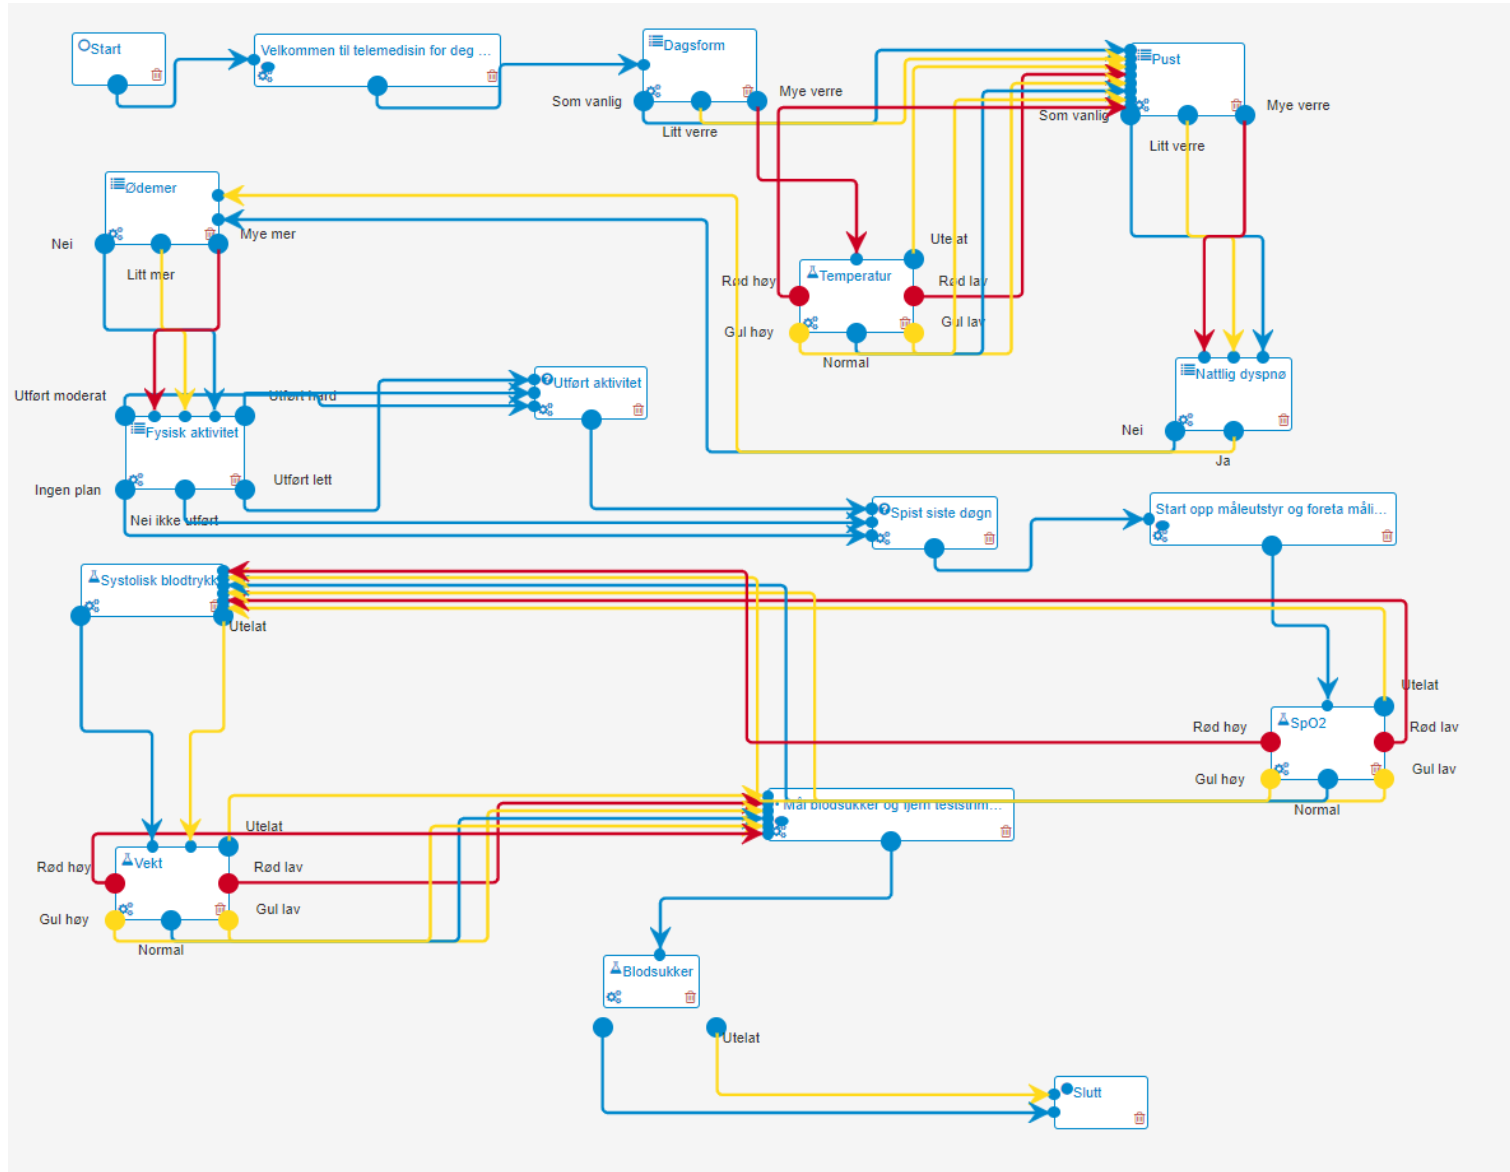 Start
Velkommen til telemedisin for deg ...
Dagsform
Som vanlig
Litt verre
Mye verre
Pust
Som vanlig
Litt verre
Mye verre
Ødemer
Nei
Litt mer
Mye mer
Temperatur
Utelat
Rød høy
Rød lav
Gul høy
Gul lav
Normal
Nattlig dyspnø
Nei
Ja
Utført aktivitet
Utført moderat
Utført hard
Fysisk aktivitet
Utført lett
Ingen plan
Nei ikke utført
Spist siste døgn
Start opp måleutstyr og foreta måli...
Systolisk blodtrykk
Utelat
SpO2
Utelat
Rød høy
Rød lav
Gul høy
Gul lav
Normal
Mål blodsukker og fjern teststrim...
Vekt
Utelat
Rød høy
Rød lav
Gul høy
Gul lav
Normal
Blodsukker
Utelat
Slutt